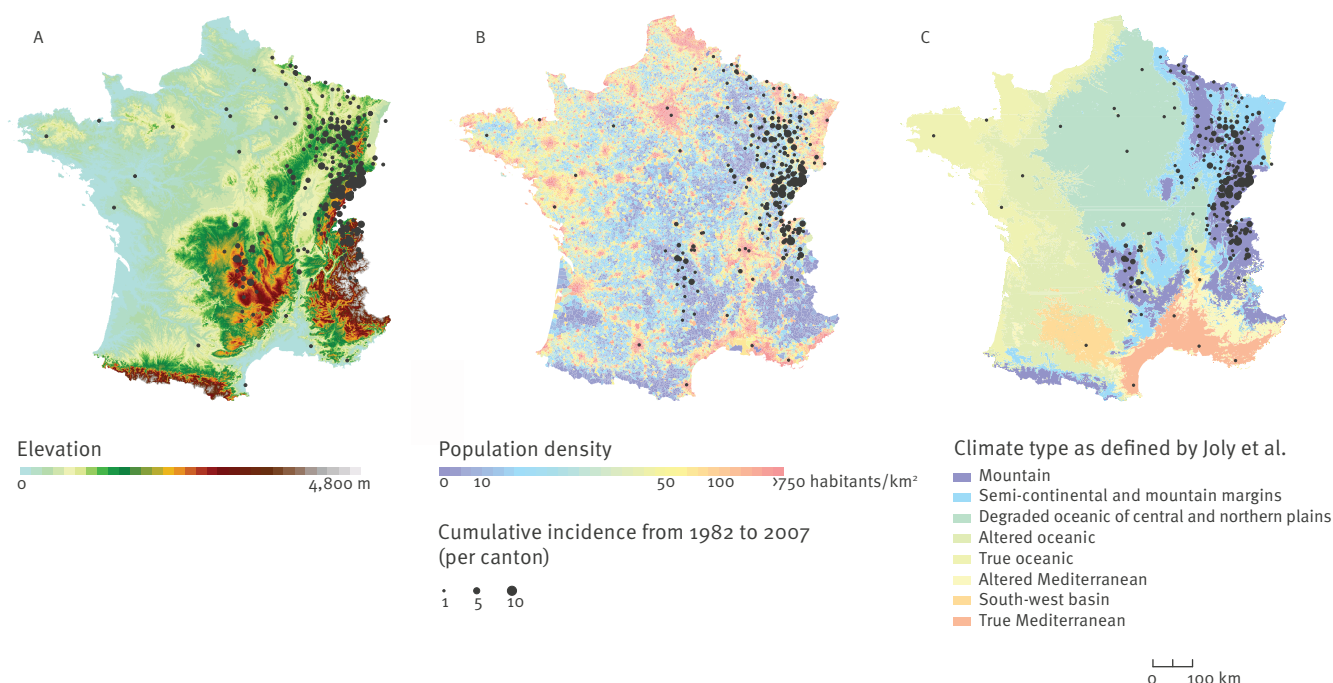 A
B
C
Elevation
0 4,800 m
Population density
0 10 50 100 >750 habitants/km²
Cumulative incidence from 1982 to 2007
(per canton)
1 5 10
Climate type as defined by Joly et al.
Mountain
Semi-continental and mountain margins
Degraded oceanic of central and northern plains
Altered oceanic
True oceanic
Altered Mediterranean
South-west basin
True Mediterranean
0 100 km